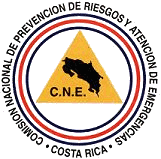 COMISION NACIONAL DE PREVENCION DE RIESGOS Y ATENCION DE EMERGENCIAS
C.N.E.
· COSTA RICA ·